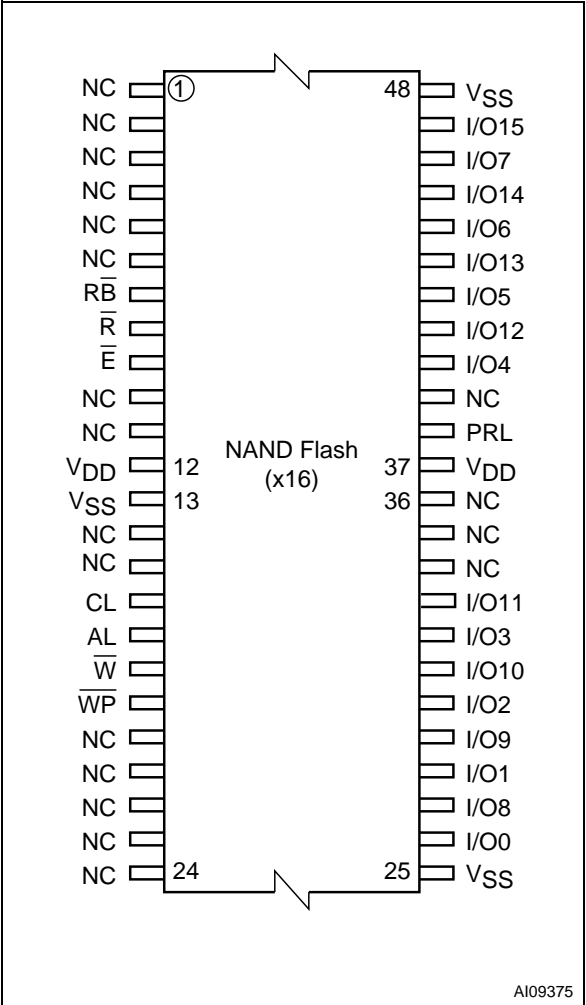 NC 1 48 VSS
NC I/O15
NC I/O7
NC I/O14
NC I/O6
NC I/O13
RB̅ I/O5
R̅ I/O12
E̅ I/O4
NC NC
NC PRL
VDD 12 NAND Flash 37 VDD
(x16)
VSS 13 36 NC
NC NC
NC NC
CL I/O11
AL I/O3
W̅ I/O10
W̅P̅ I/O2
NC I/O9
NC I/O1
NC I/O8
NC I/O0
NC 24 25 VSS
AI09375